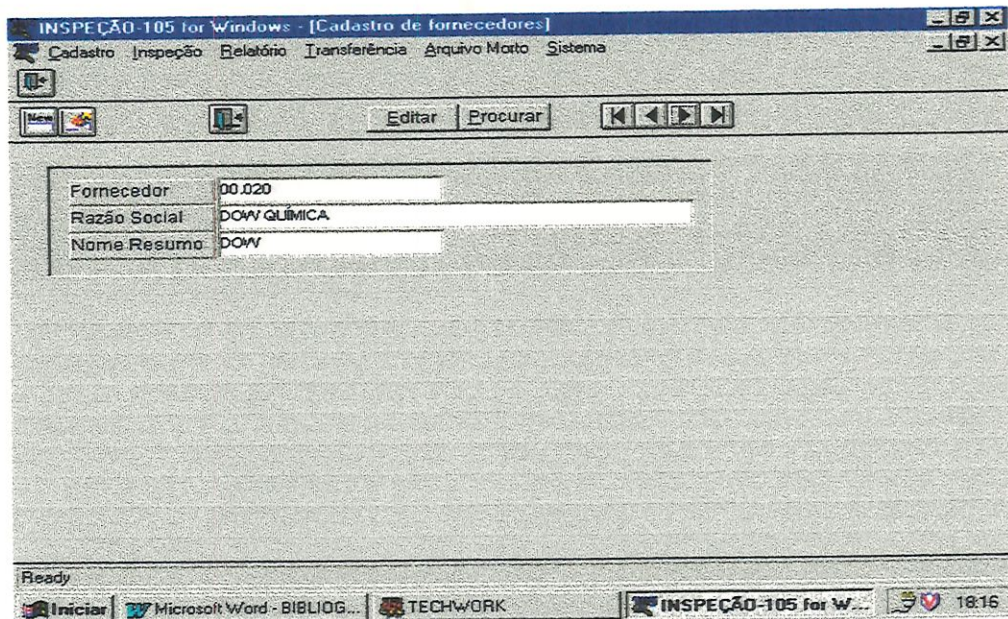 INSPEÇÃO-105 for Windows - [Cadastro de fornecedores]
Cadastro Inspeção Relatório Transferência Arquivo Morto Sistema
New Editar Procurar
Fornecedor 00.020
Razão Social DOW QUÍMICA
Nome Resumo DOW
Ready
Iniciar Microsoft Word - BIBLIOG... TECHWORK INSPEÇÃO-105 for W... 18:16